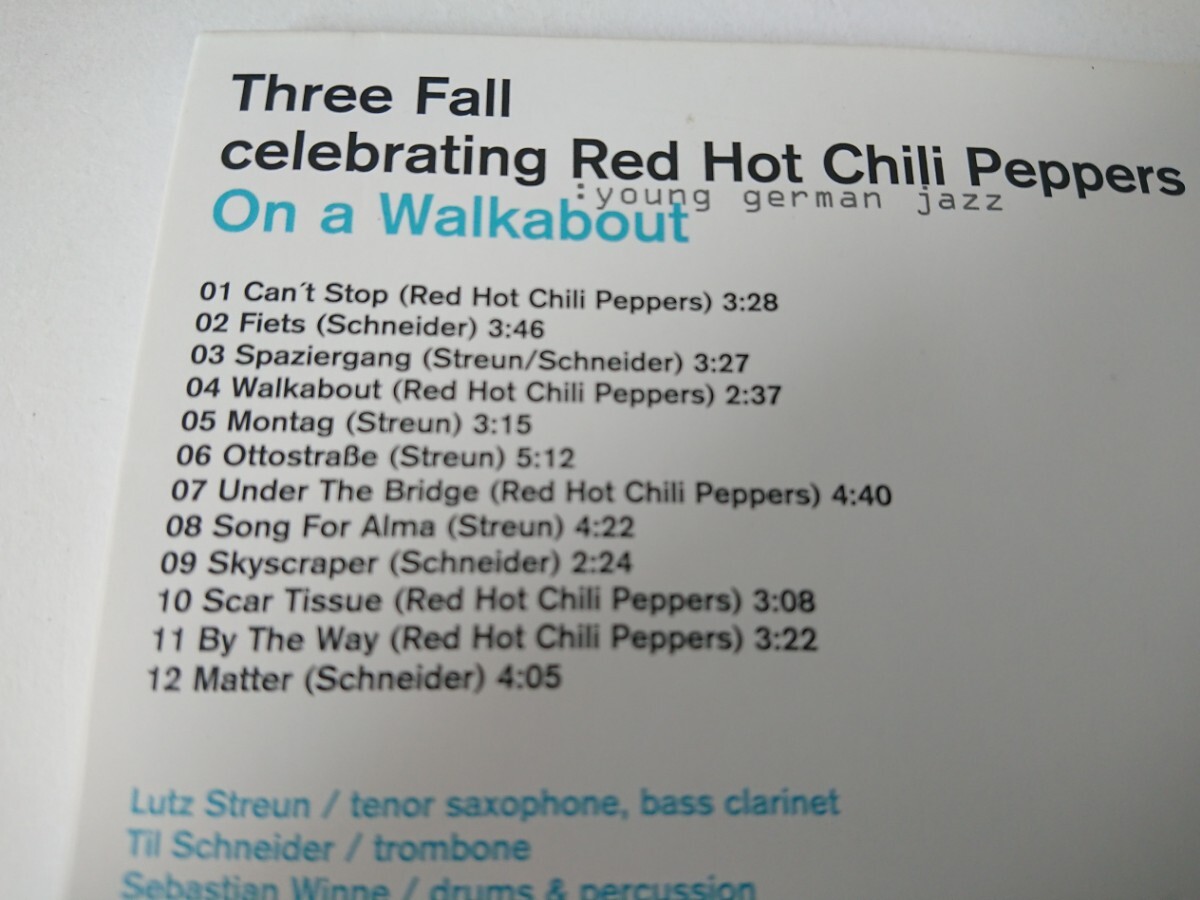 Three Fall
celebrating Red Hot Chili Peppers
:young german jazz
On a Walkabout
01 Can´t Stop (Red Hot Chili Peppers) 3:28
02 Fiets (Schneider) 3:46
03 Spaziergang (Streun/Schneider) 3:27
04 Walkabout (Red Hot Chili Peppers) 2:37
05 Montag (Streun) 3:15
06 Ottostraße (Streun) 5:12
07 Under The Bridge (Red Hot Chili Peppers) 4:40
08 Song For Alma (Streun) 4:22
09 Skyscraper (Schneider) 2:24
10 Scar Tissue (Red Hot Chili Peppers) 3:08
11 By The Way (Red Hot Chili Peppers) 3:22
12 Matter (Schneider) 4:05
Lutz Streun / tenor saxophone, bass clarinet
Til Schneider / trombone
Sebastian Winne / drums & percussion